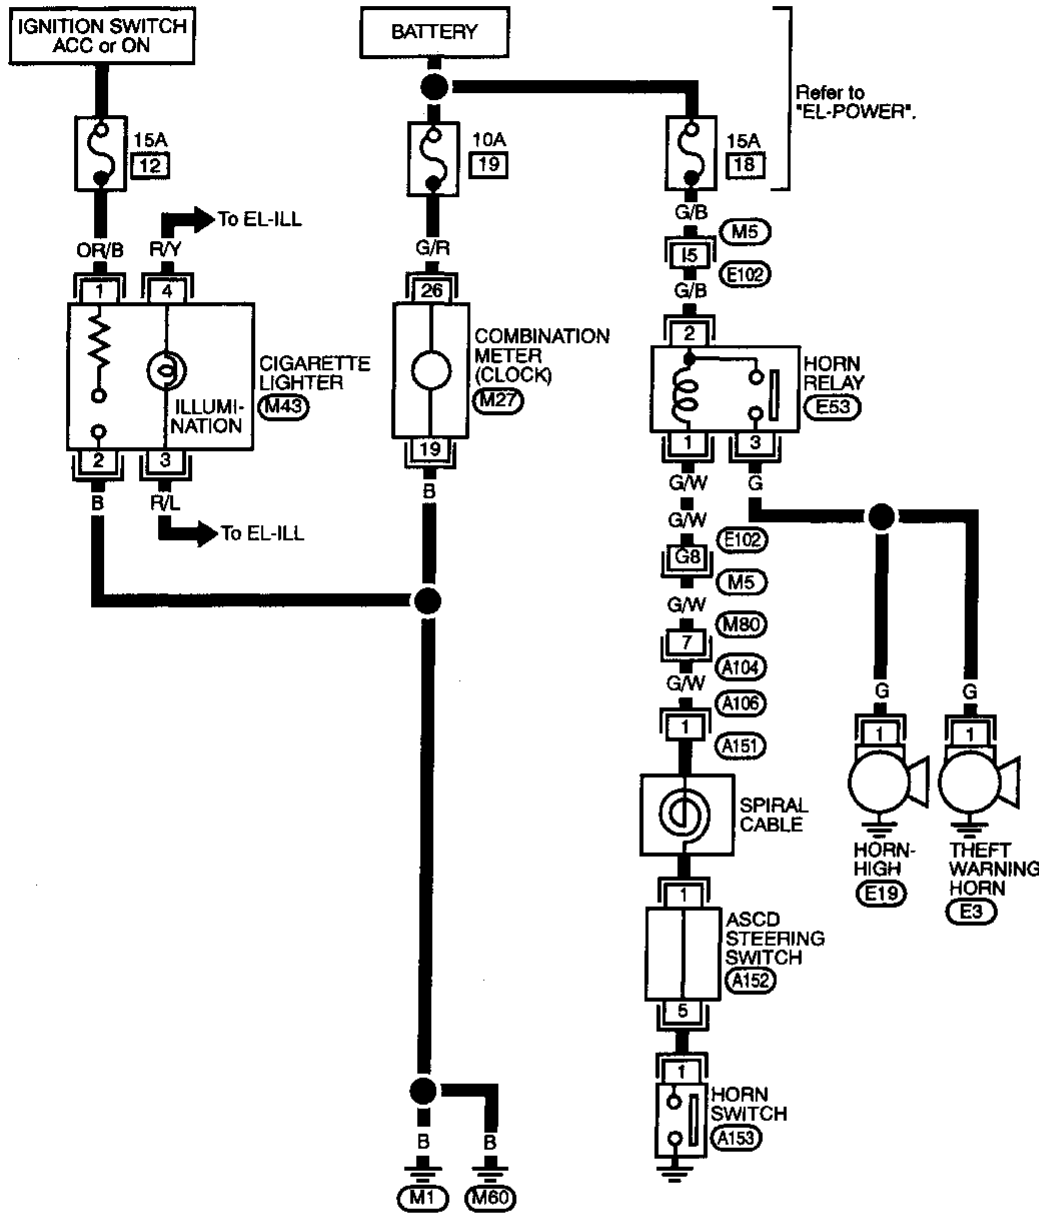 IGNITION SWITCH
ACC or ON
BATTERY
Refer to
"EL-POWER".
15A
12
10A
19
15A
18
To EL-ILL
OR/B
R/Y
G/R
G/B
M5
I5
E102
G/B
1
4
26
2
CIGARETTE
LIGHTER
M43
ILLUMI-
NATION
COMBINATION
METER
(CLOCK)
M27
HORN
RELAY
E53
2
3
19
1
3
B
R/L
B
G/W
G
To EL-ILL
G/W
E102
G8
M5
G/W
M80
7
A104
G/W
A106
1
A151
G
G
1
1
SPIRAL
CABLE
HORN-
HIGH
E19
THEFT
WARNING
HORN
E3
1
ASCD
STEERING
SWITCH
A152
5
1
HORN
SWITCH
A153
B
B
M1
M60